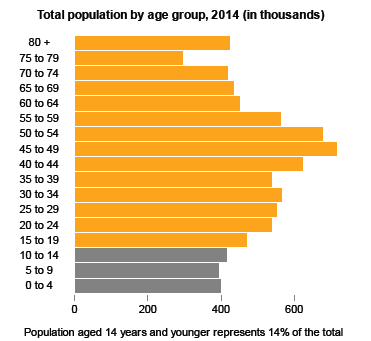 Total population by age group, 2014 (in thousands)
80 +
75 to 79
70 to 74
65 to 69
60 to 64
55 to 59
50 to 54
45 to 49
40 to 44
35 to 39
30 to 34
25 to 29
20 to 24
15 to 19
10 to 14
5 to 9
0 to 4
0 200 400 600
Population aged 14 years and younger represents 14% of the total